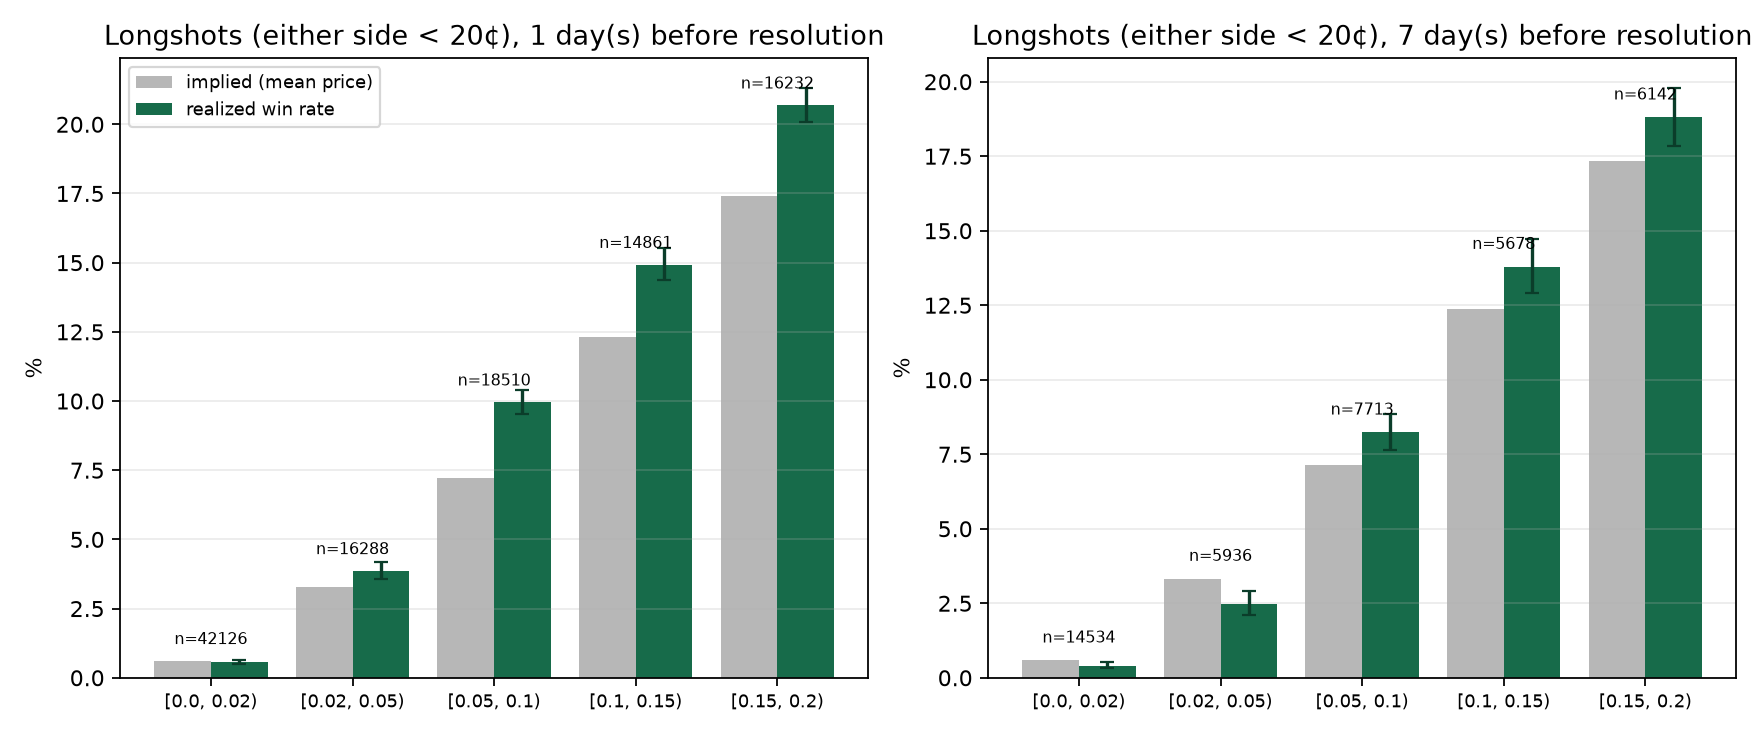 Longshots (either side < 20¢), 1 day(s) before resolution
implied (mean price)
realized win rate
%
20.0
17.5
15.0
12.5
10.0
7.5
5.0
2.5
0.0
n=42126
n=16288
n=18510
n=14861
n=16232
[0.0, 0.02)
[0.02, 0.05)
[0.05, 0.1)
[0.1, 0.15)
[0.15, 0.2)
Longshots (either side < 20¢), 7 day(s) before resolution
%
20.0
17.5
15.0
12.5
10.0
7.5
5.0
2.5
0.0
n=14534
n=5936
n=7713
n=5678
n=6142
[0.0, 0.02)
[0.02, 0.05)
[0.05, 0.1)
[0.1, 0.15)
[0.15, 0.2)